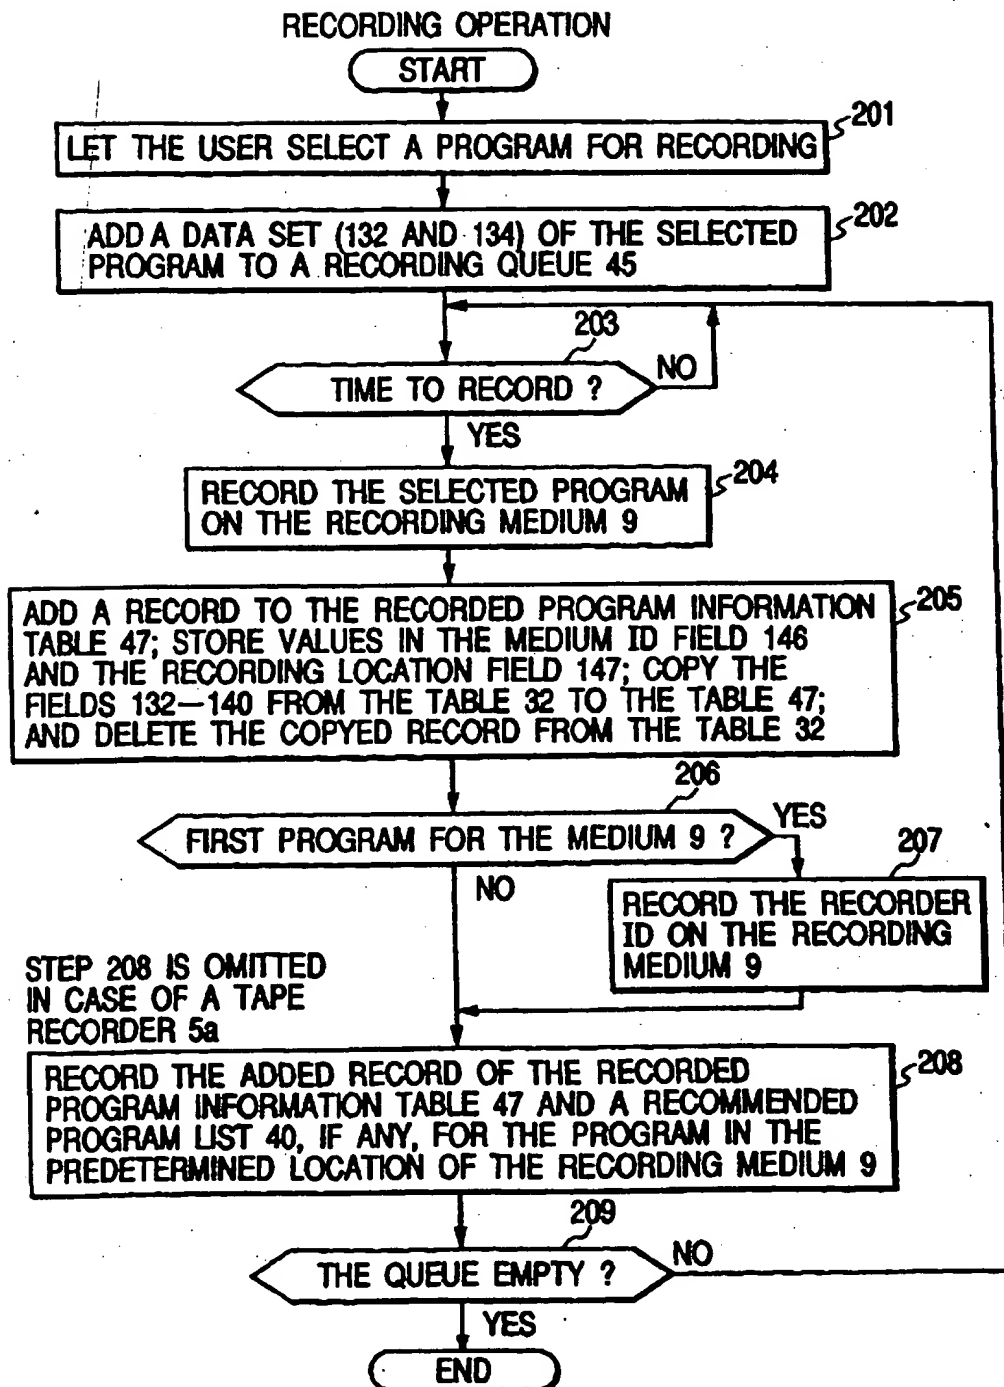 RECORDING OPERATION
START
201
LET THE USER SELECT A PROGRAM FOR RECORDING
202
ADD A DATA SET (132 AND 134) OF THE SELECTED
PROGRAM TO A RECORDING QUEUE 45
203
TIME TO RECORD ?
NO
YES
204
RECORD THE SELECTED PROGRAM
ON THE RECORDING MEDIUM 9
205
ADD A RECORD TO THE RECORDED PROGRAM INFORMATION
TABLE 47; STORE VALUES IN THE MEDIUM ID FIELD 146
AND THE RECORDING LOCATION FIELD 147; COPY THE
FIELDS 132—140 FROM THE TABLE 32 TO THE TABLE 47;
AND DELETE THE COPYED RECORD FROM THE TABLE 32
206
FIRST PROGRAM FOR THE MEDIUM 9 ?
YES
NO
207
RECORD THE RECORDER
ID ON THE RECORDING
MEDIUM 9
STEP 208 IS OMITTED
IN CASE OF A TAPE
RECORDER 5a
208
RECORD THE ADDED RECORD OF THE RECORDED
PROGRAM INFORMATION TABLE 47 AND A RECOMMENDED
PROGRAM LIST 40, IF ANY, FOR THE PROGRAM IN THE
PREDETERMINED LOCATION OF THE RECORDING MEDIUM 9
209
THE QUEUE EMPTY ?
NO
YES
END